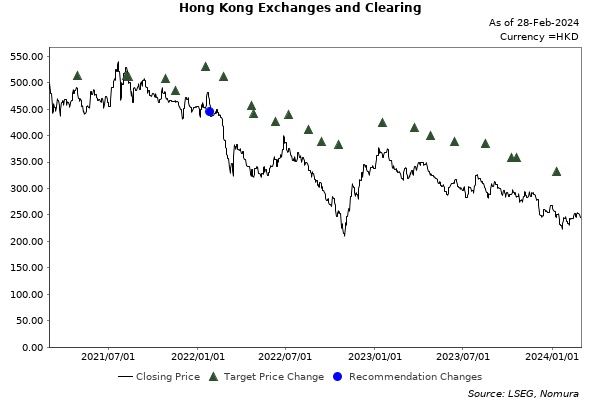 Hong Kong Exchanges and Clearing
As of 28-Feb-2024
Currency =HKD
550.00
500.00
450.00
400.00
350.00
300.00
250.00
200.00
150.00
100.00
50.00
0.00
2021/07/01 2022/01/01 2022/07/01 2023/01/01 2023/07/01 2024/01/01
Closing Price Target Price Change Recommendation Changes
Source: LSEG, Nomura